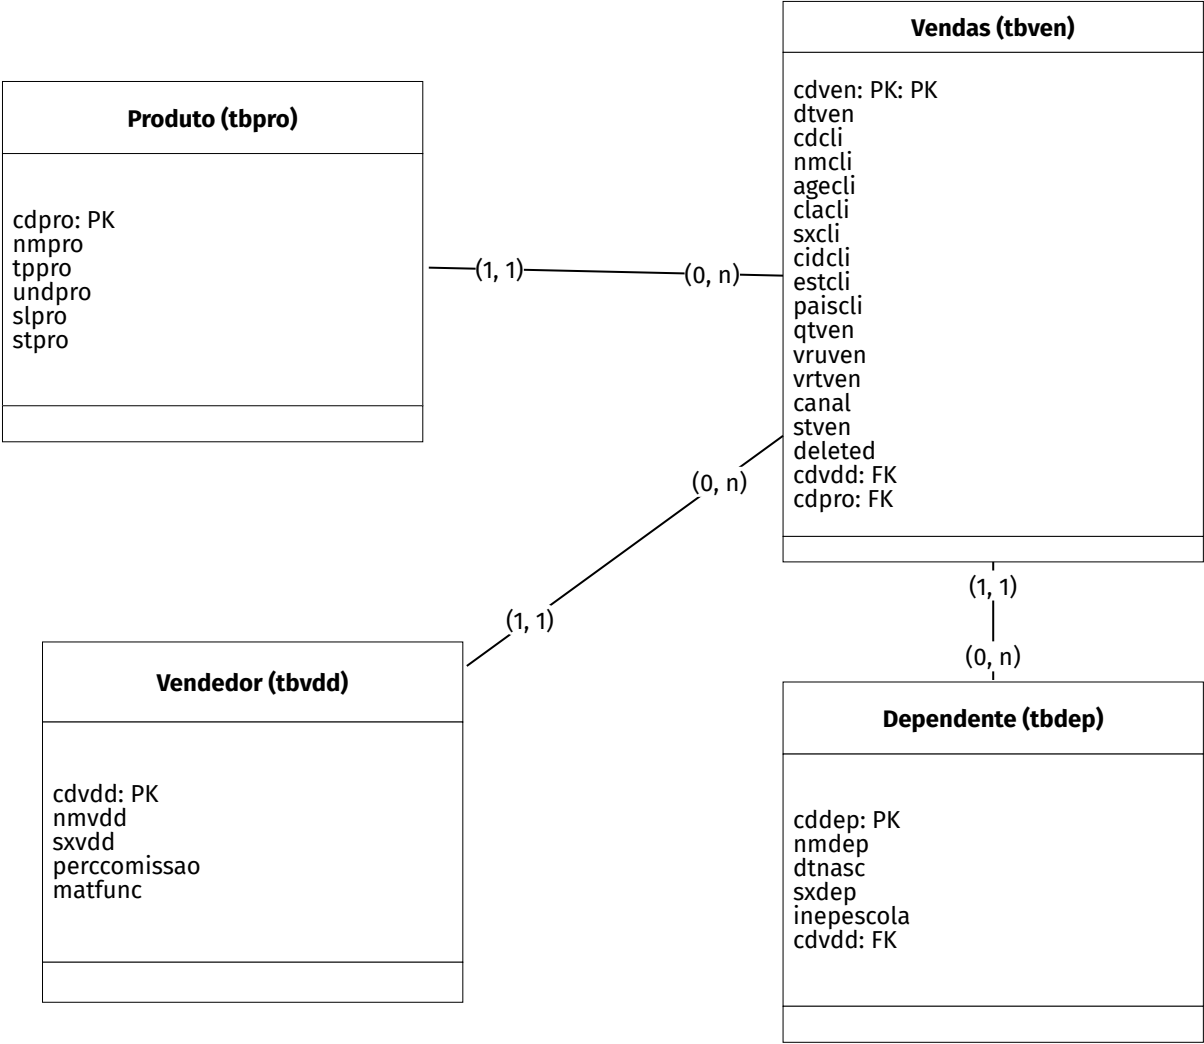 Vendas (tbven)
cdven: PK: PK
dtven
cdcli
nmcli
agecli
clacli
sxcli
cidcli
estcli
paiscli
qtven
vruven
vrtven
canal
stven
deleted
cdvdd: FK
cdpro: FK
Produto (tbpro)
cdpro: PK
nmpro
tppro
undpro
slpro
stpro
(1, 1)
(0, n)
(0, n)
(1, 1)
(1, 1)
(0, n)
Vendedor (tbvdd)
cdvdd: PK
nmvdd
sxvdd
perccomissao
matfunc
Dependente (tbdep)
cddep: PK
nmdep
dtnasc
sxdep
inepescola
cdvdd: FK